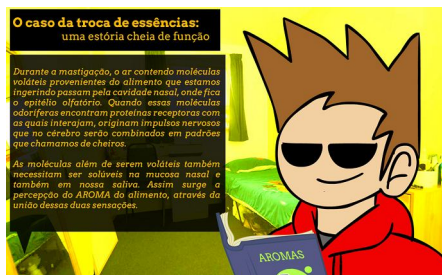 O caso da troca de essências:
uma estória cheia de função
Durante a mastigação, o ar contendo moléculas
voláteis provenientes do alimento que estamos
ingerindo passam pela cavidade nasal, onde fica
o epitélio olfatório. Quando essas moléculas
odoríferas encontram proteínas receptoras com
as quais interajam, originam impulsos nervosos
que no cérebro serão combinados em padrões
que chamamos de cheiros.
As moléculas além de serem voláteis também
necessitam ser solúveis na mucosa nasal e
também em nossa saliva. Assim surge a
percepção do AROMA do alimento, através da
união dessas duas sensações.
AROMAS